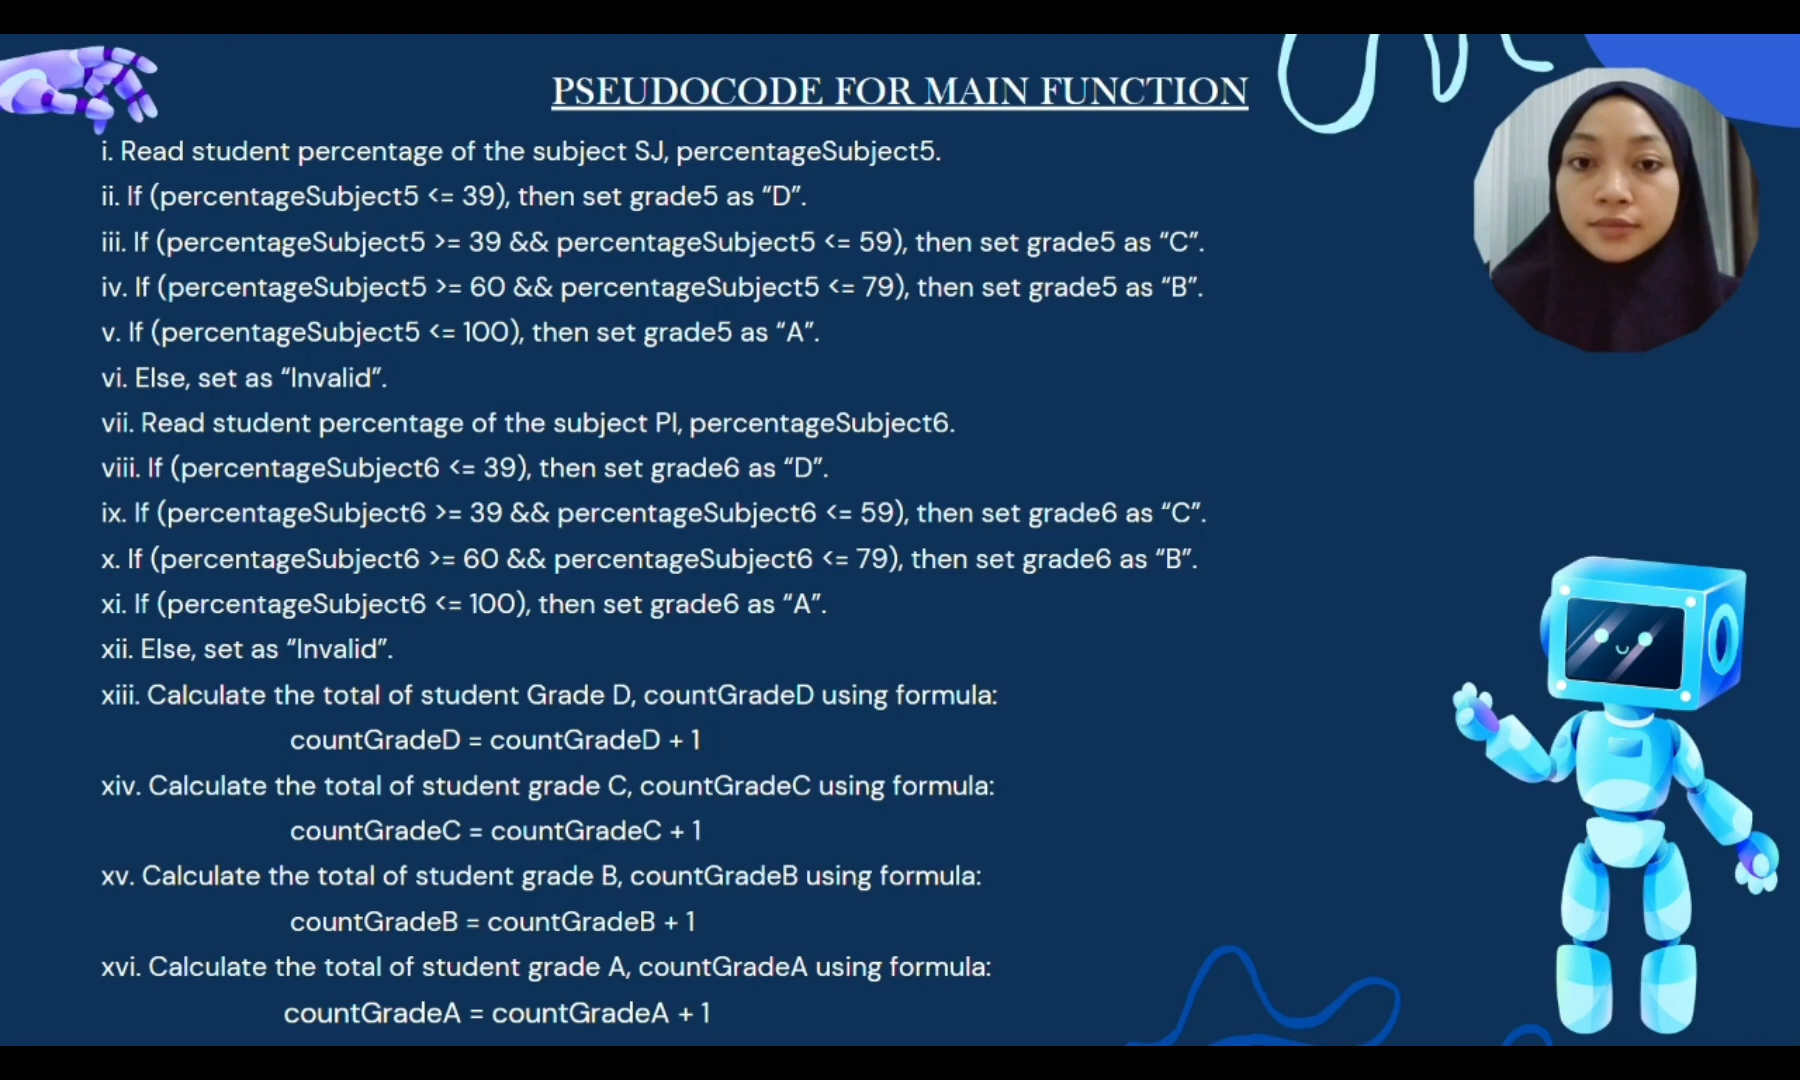 PSEUDOCODE FOR MAIN FUNCTION
i. Read student percentage of the subject SJ, percentageSubject5.
ii. If (percentageSubject5 <= 39), then set grade5 as “D”.
iii. If (percentageSubject5 >= 39 && percentageSubject5 <= 59), then set grade5 as “C”.
iv. If (percentageSubject5 >= 60 && percentageSubject5 <= 79), then set grade5 as “B”.
v. If (percentageSubject5 <= 100), then set grade5 as “A”.
vi. Else, set as “Invalid”.
vii. Read student percentage of the subject PI, percentageSubject6.
viii. If (percentageSubject6 <= 39), then set grade6 as “D”.
ix. If (percentageSubject6 >= 39 && percentageSubject6 <= 59), then set grade6 as “C”.
x. If (percentageSubject6 >= 60 && percentageSubject6 <= 79), then set grade6 as “B”.
xi. If (percentageSubject6 <= 100), then set grade6 as “A”.
xii. Else, set as “Invalid”.
xiii. Calculate the total of student Grade D, countGradeD using formula:
countGradeD = countGradeD + 1
xiv. Calculate the total of student grade C, countGradeC using formula:
countGradeC = countGradeC + 1
xv. Calculate the total of student grade B, countGradeB using formula:
countGradeB = countGradeB + 1
xvi. Calculate the total of student grade A, countGradeA using formula:
countGradeA = countGradeA + 1